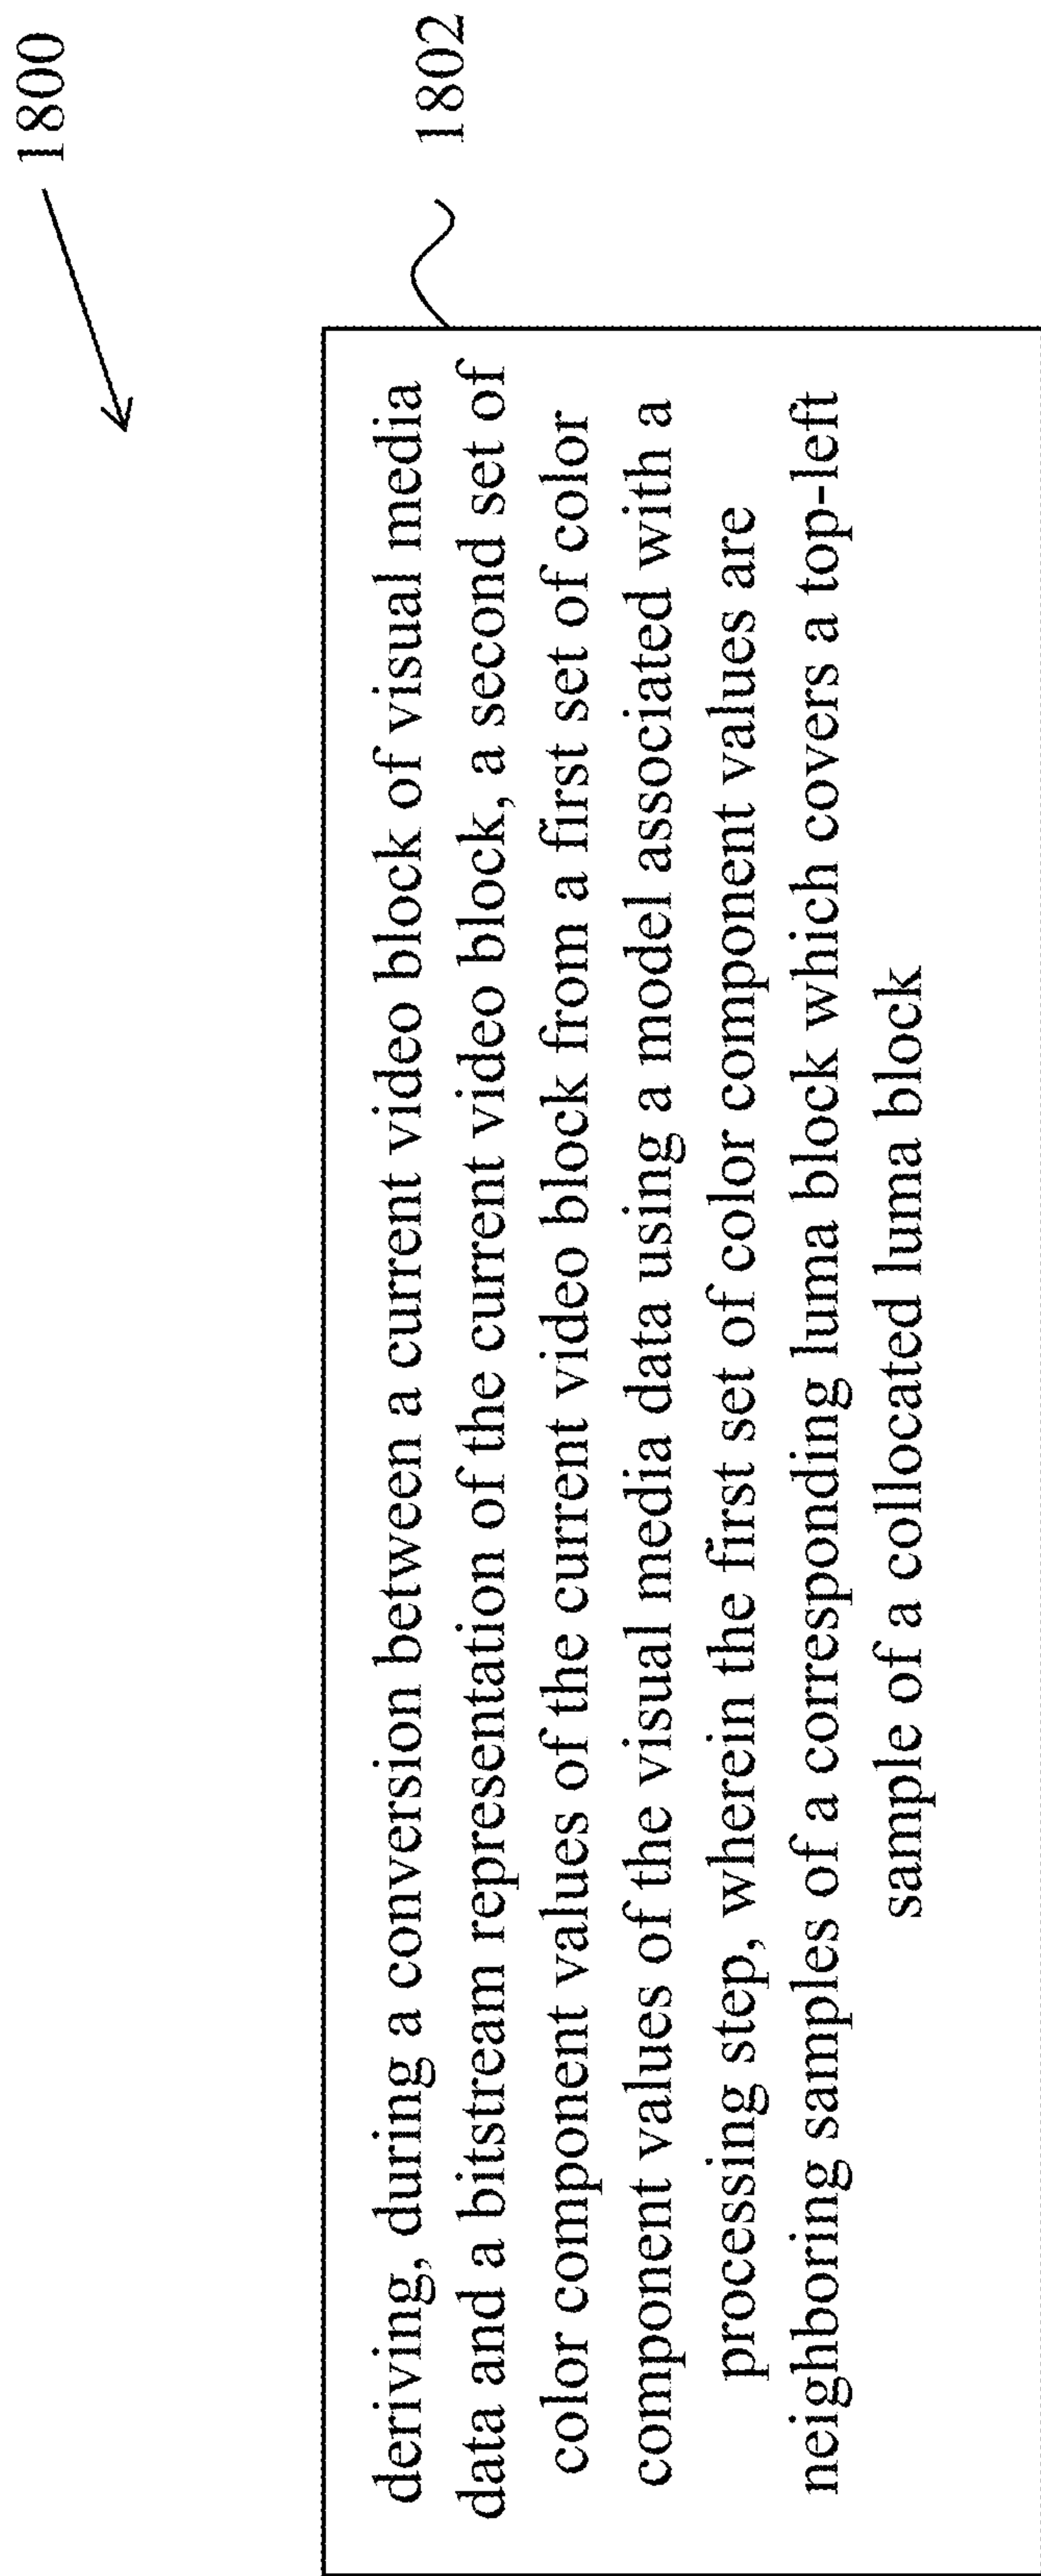 1800
1802
deriving, during a conversion between a current video block of visual media
data and a bitstream representation of the current video block, a second set of
color component values of the current video block from a first set of color
component values of the visual media data using a model associated with a
processing step, wherein the first set of color component values are
neighboring samples of a corresponding luma block which covers a top-left
sample of a collocated luma block